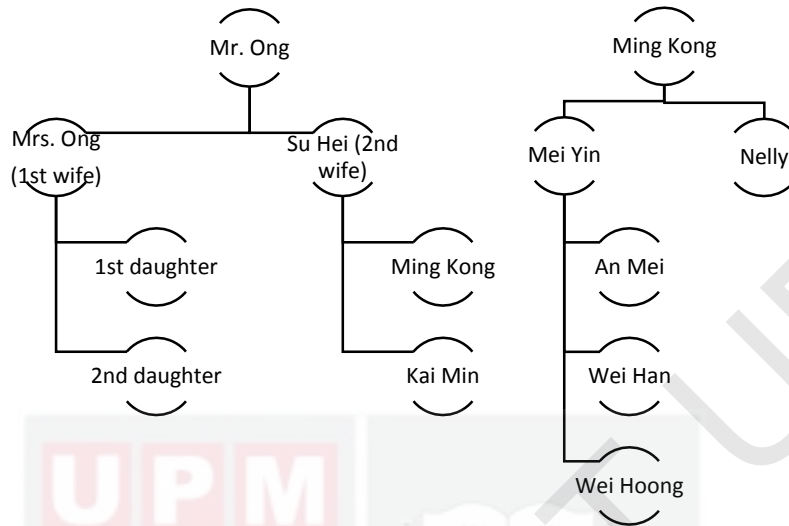 Mr. Ong
Ming Kong
Mrs. Ong
(1st wife)
Su Hei (2nd
wife)
Mei Yin
Nelly
1st daughter
Ming Kong
An Mei
2nd daughter
Kai Min
Wei Han
Wei Hoong
UPM